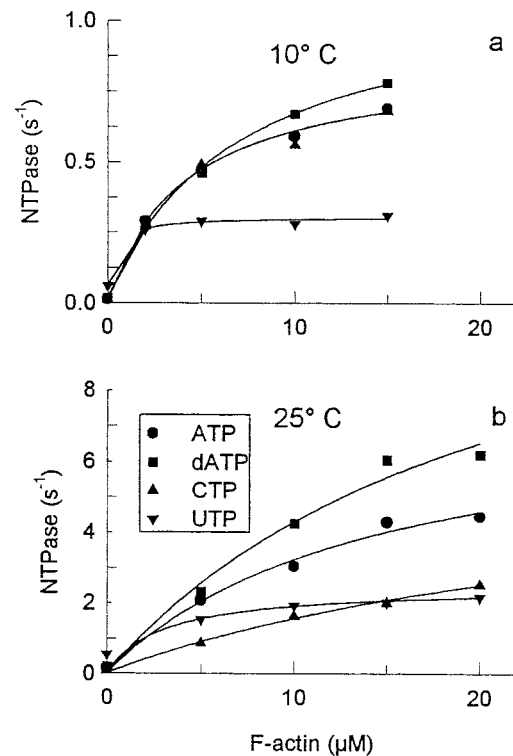 1.0
10° C
a
NTPase (s⁻¹)
0.5
0.0
0
10
20
8
25° C
b
ATP
dATP
CTP
UTP
6
NTPase (s⁻¹)
4
2
0
0
10
20
F-actin (µM)